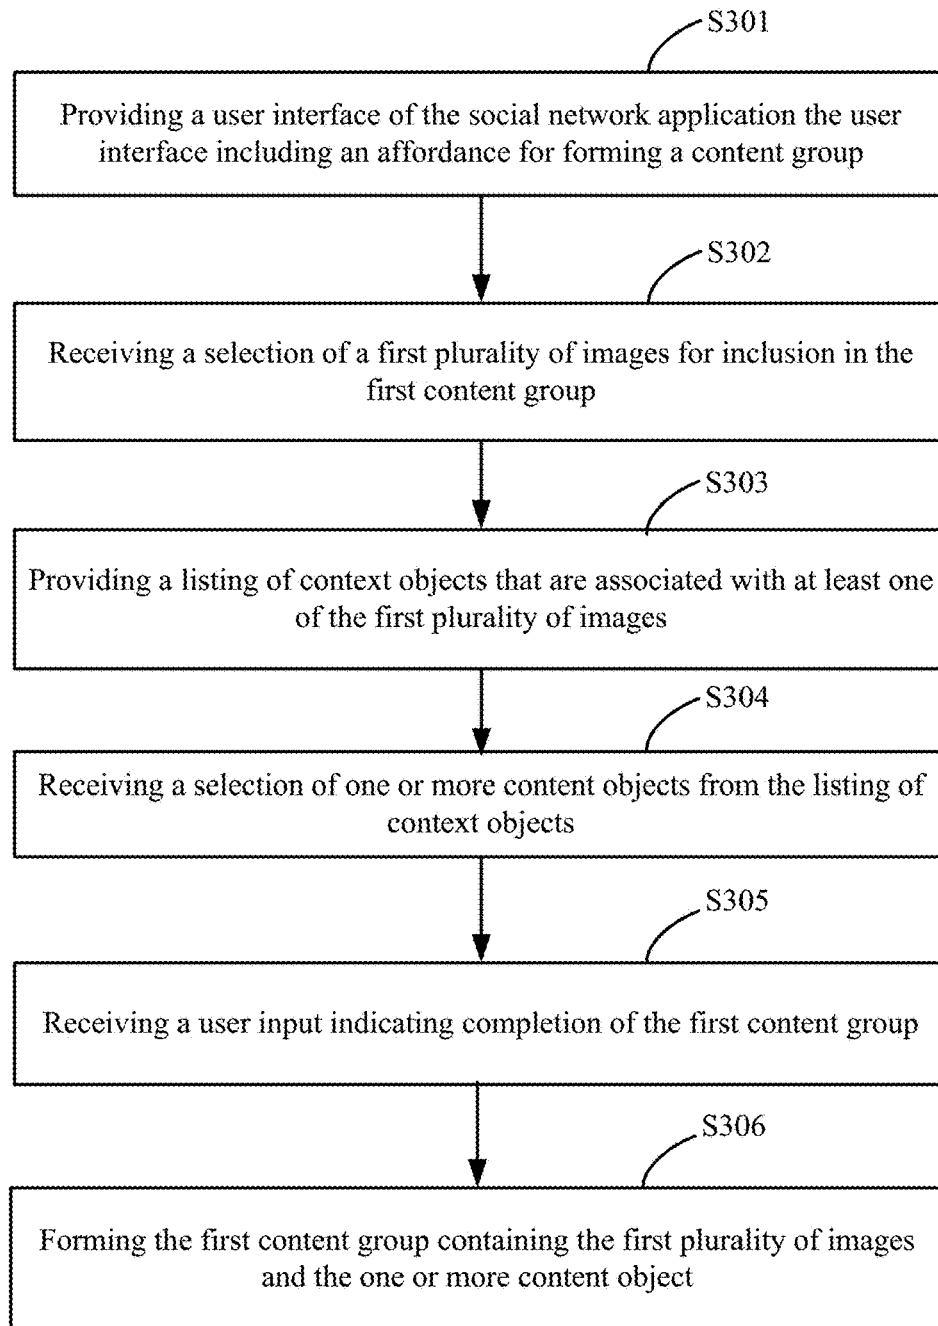 S301
Providing a user interface of the social network application the user
interface including an affordance for forming a content group
S302
Receiving a selection of a first plurality of images for inclusion in the
first content group
S303
Providing a listing of context objects that are associated with at least one
of the first plurality of images
S304
Receiving a selection of one or more content objects from the listing of
context objects
S305
Receiving a user input indicating completion of the first content group
S306
Forming the first content group containing the first plurality of images
and the one or more content object